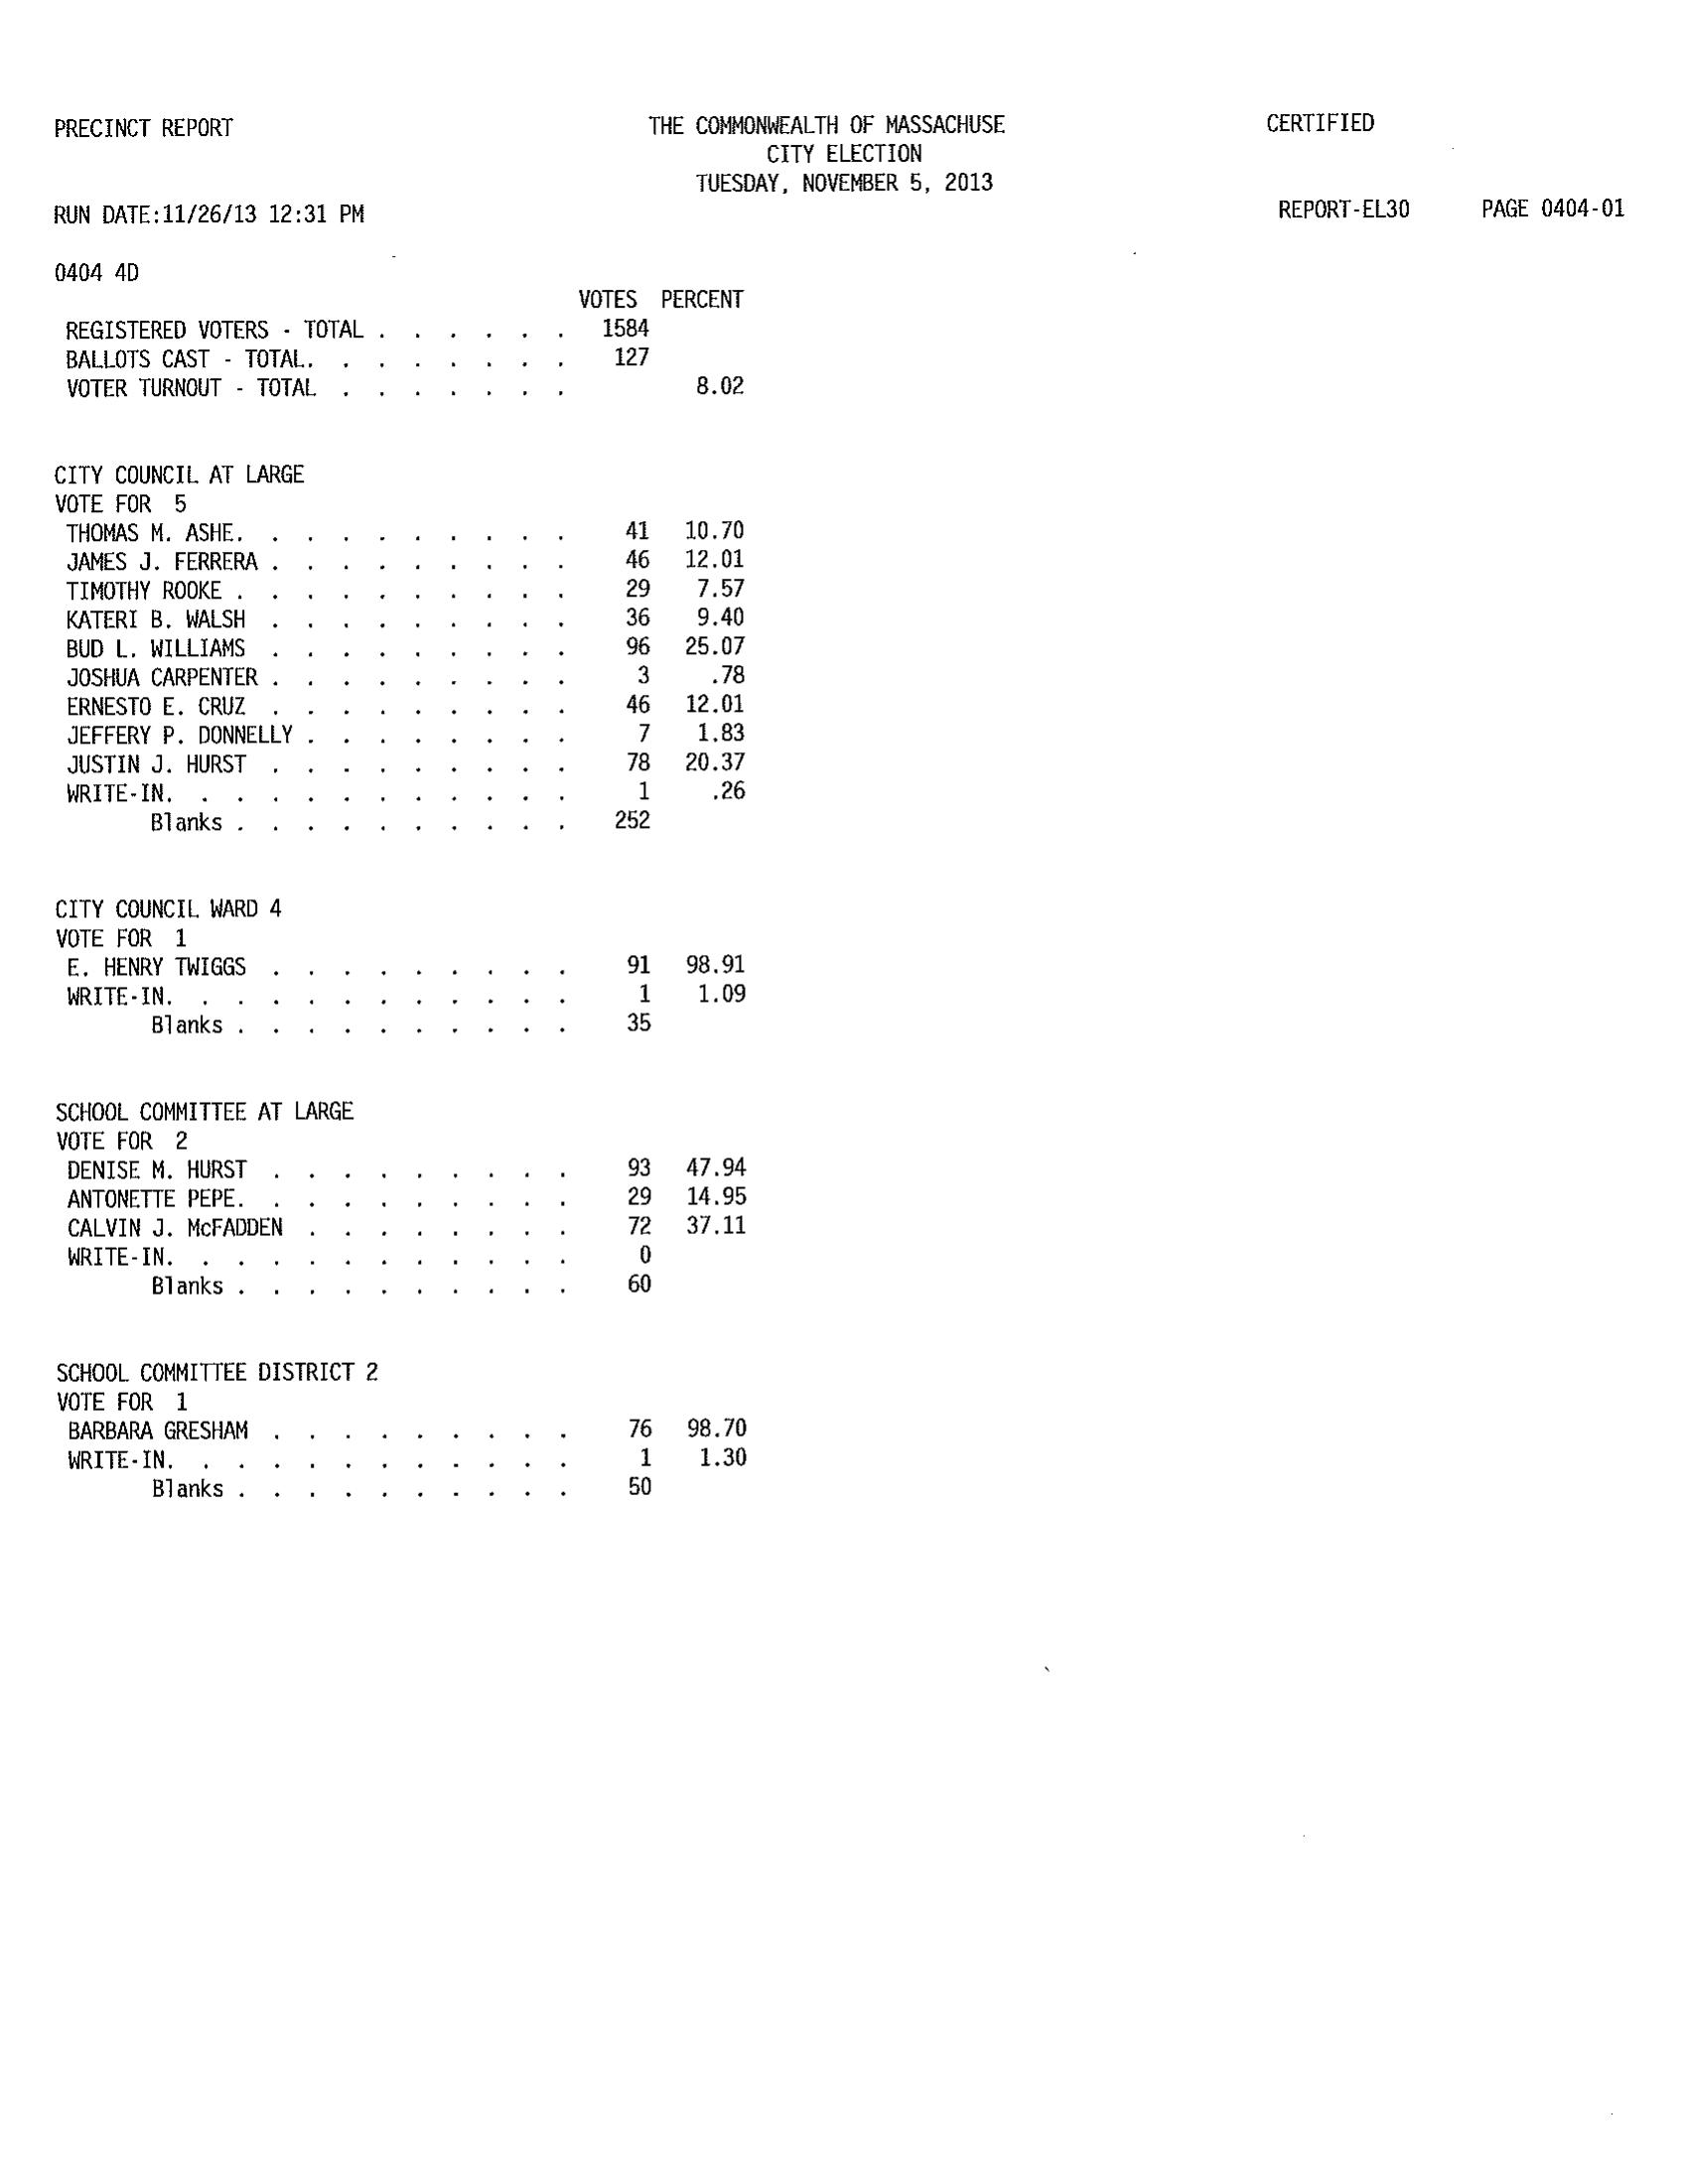 PRECINCT REPORT THE COMMONWEALTH OF MASSACHUSE CERTIFIED
CITY ELECTION
TUESDAY, NOVEMBER 5, 2013
RUN DATE:11/26/13 12:31 PM REPORT-EL30 PAGE 0404-01
0404 4D
VOTES PERCENT
REGISTERED VOTERS - TOTAL . . . . . . 1584
BALLOTS CAST - TOTAL. . . . . . . . 127
VOTER TURNOUT - TOTAL . . . . . . . 8.02
CITY COUNCIL AT LARGE
VOTE FOR 5
THOMAS M. ASHE. . . . . . . . . . 41 10.70
JAMES J. FERRERA . . . . . . . . . 46 12.01
TIMOTHY ROOKE . . . . . . . . . . 29 7.57
KATERI B. WALSH . . . . . . . . . 36 9.40
BUD L. WILLIAMS . . . . . . . . . 96 25.07
JOSHUA CARPENTER . . . . . . . . . 3 .78
ERNESTO E. CRUZ . . . . . . . . . 46 12.01
JEFFERY P. DONNELLY . . . . . . . . 7 1.83
JUSTIN J. HURST . . . . . . . . . 78 20.37
WRITE-IN. . . . . . . . . . . . 1 .26
Blanks . . . . . . . . . . 252
CITY COUNCIL WARD 4
VOTE FOR 1
E. HENRY TWIGGS . . . . . . . . . 91 98.91
WRITE-IN. . . . . . . . . . . . 1 1.09
Blanks . . . . . . . . . . 35
SCHOOL COMMITTEE AT LARGE
VOTE FOR 2
DENISE M. HURST . . . . . . . . . 93 47.94
ANTONETTE PEPE. . . . . . . . . . 29 14.95
CALVIN J. McFADDEN . . . . . . . . 72 37.11
WRITE-IN. . . . . . . . . . . . 0
Blanks . . . . . . . . . . 60
SCHOOL COMMITTEE DISTRICT 2
VOTE FOR 1
BARBARA GRESHAM . . . . . . . . . 76 98.70
WRITE-IN. . . . . . . . . . . . 1 1.30
Blanks . . . . . . . . . . 50